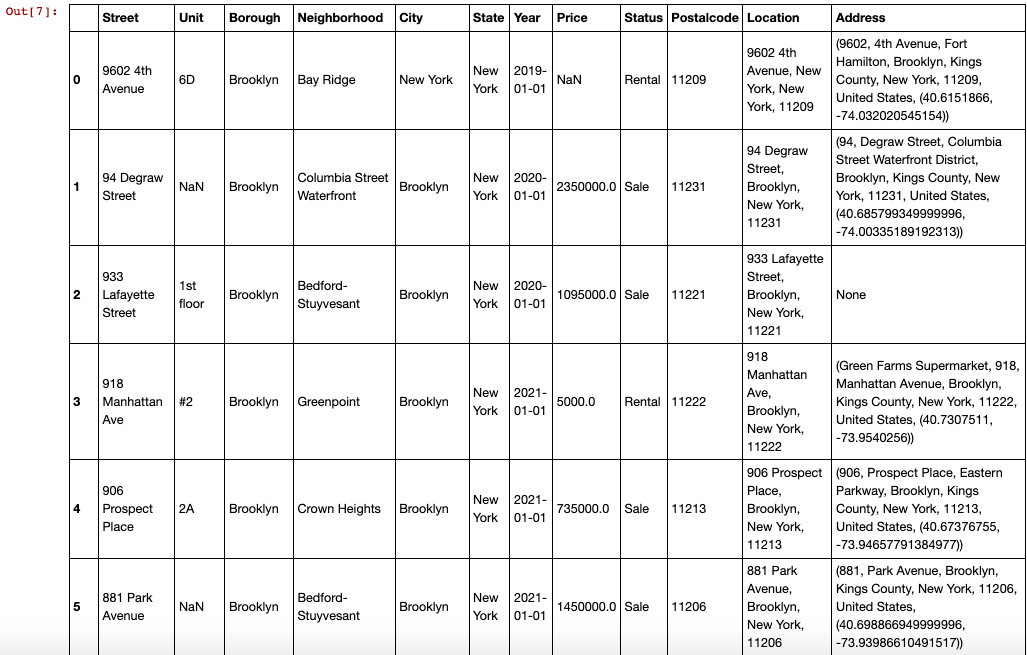 Out[7]:
Street Unit Borough Neighborhood City State Year Price Status Postalcode Location Address
0 9602 4th Avenue 6D Brooklyn Bay Ridge New York New York 2019-01-01 NaN Rental 11209 9602 4th Avenue, New York, New York, 11209 (9602, 4th Avenue, Fort Hamilton, Brooklyn, Kings County, New York, 11209, United States, (40.6151866, -74.032020545154))
1 94 Degraw Street NaN Brooklyn Columbia Street Waterfront Brooklyn New York 2020-01-01 2350000.0 Sale 11231 94 Degraw Street, Brooklyn, New York, 11231 (94, Degraw Street, Columbia Street Waterfront District, Brooklyn, Kings County, New York, 11231, United States, (40.685799349999996, -74.00335189192313))
2 933 Lafayette Street 1st floor Brooklyn Bedford-Stuyvesant Brooklyn New York 2020-01-01 1095000.0 Sale 11221 933 Lafayette Street, Brooklyn, New York, 11221 None
3 918 Manhattan Ave #2 Brooklyn Greenpoint Brooklyn New York 2021-01-01 5000.0 Rental 11222 918 Manhattan Ave, Brooklyn, New York, 11222 (Green Farms Supermarket, 918, Manhattan Avenue, Brooklyn, Kings County, New York, 11222, United States, (40.7307511, -73.9540256))
4 906 Prospect Place 2A Brooklyn Crown Heights Brooklyn New York 2021-01-01 735000.0 Sale 11213 906 Prospect Place, Brooklyn, New York, 11213 (906, Prospect Place, Eastern Parkway, Brooklyn, Kings County, New York, 11213, United States, (40.67376755, -73.94657791384977))
5 881 Park Avenue NaN Brooklyn Bedford-Stuyvesant Brooklyn New York 2021-01-01 1450000.0 Sale 11206 881 Park Avenue, Brooklyn, New York, 11206 (881, Park Avenue, Brooklyn, Kings County, New York, 11206, United States, (40.698866949999996, -73.93986610491517))